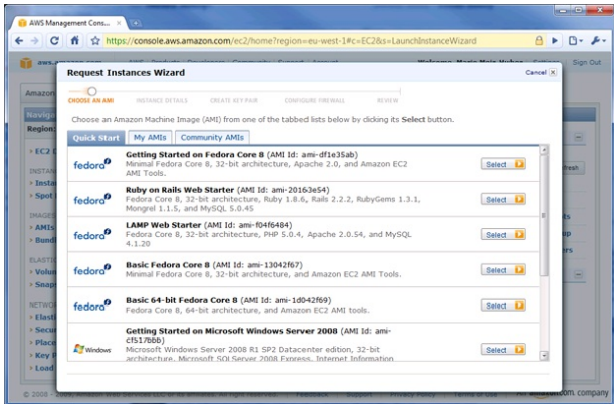 AWS Management Cons...
https://console.aws.amazon.com/ec2/home?region=eu-west-1#c=EC2&s=LaunchInstanceWizard
Sign Out
Request Instances Wizard
Cancel
CHOOSE AN AMI
INSTANCE DETAILS
CREATE KEY PAIR
CONFIGURE FIREWALL
REVIEW
Choose an Amazon Machine Image (AMI) from one of the tabbed lists below by clicking its Select button.
Quick Start
My AMIs
Community AMIs
fedora
Getting Started on Fedora Core 8 (AMI Id: ami-df1e35ab)
Minimal Fedora Core 8, 32-bit architecture, Apache 2.0, and Amazon EC2
AMI Tools.
Select
fedora
Ruby on Rails Web Starter (AMI Id: ami-20163e54)
Fedora Core 8, 32-bit architecture, Ruby 1.8.6, Rails 2.2.2, RubyGems 1.3.1,
Mongrel 1.1.5, and MySQL 5.0.45
Select
fedora
LAMP Web Starter (AMI Id: ami-f04f6484)
Fedora Core 8, 32-bit architecture, PHP 5.0.4, Apache 2.0.54, and MySQL
4.1.20
Select
fedora
Basic Fedora Core 8 (AMI Id: ami-13042f67)
Minimal Fedora Core 8, 32-bit architecture, and Amazon EC2 AMI Tools.
Select
fedora
Basic 64-bit Fedora Core 8 (AMI Id: ami-1d042f69)
Fedora Core 8, 64-bit architecture, and Amazon EC2 AMI tools.
Select
Windows
Getting Started on Microsoft Windows Server 2008 (AMI Id: ami-
cf517bbb)
Microsoft Windows Server 2008 R1 SP2 Datacenter edition, 32-bit
architecture, Microsoft SQLServer 2008 Express, Internet Information
Select
Amazon
Region: